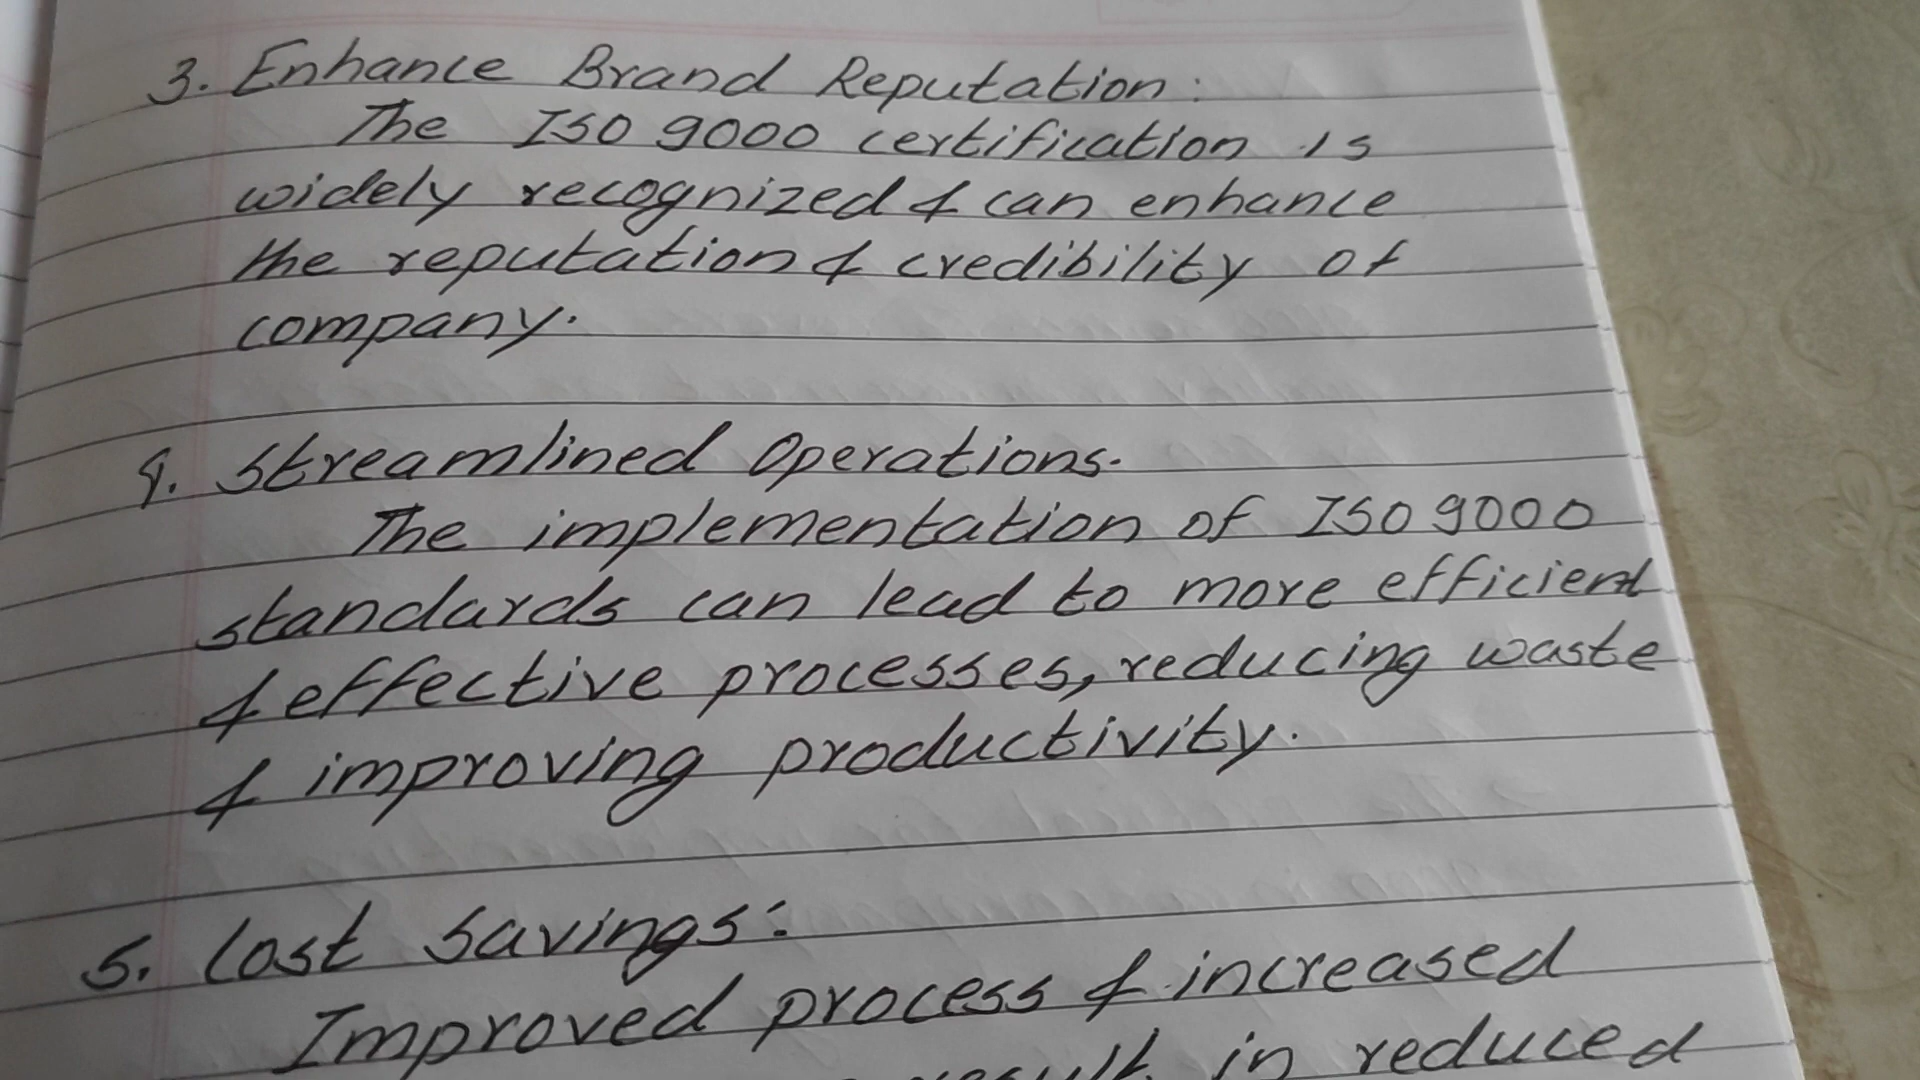 3. Enhance Brand Reputation:
The ISO 9000 certification is
widely recognized & can enhance
the reputation & credibility of
company.
4. Streamlined Operations.
The implementation of ISO 9000
standards can lead to more efficient
& effective processes, reducing waste
& improving productivity.
5. Cost Savings:
Improved process & increased
result in reduced